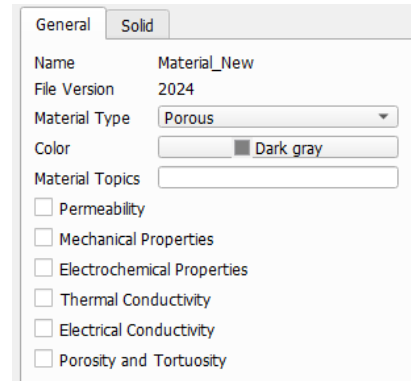 General Solid
Name Material_New
File Version 2024
Material Type Porous
Color Dark gray
Material Topics
Permeability
Mechanical Properties
Electrochemical Properties
Thermal Conductivity
Electrical Conductivity
Porosity and Tortuosity